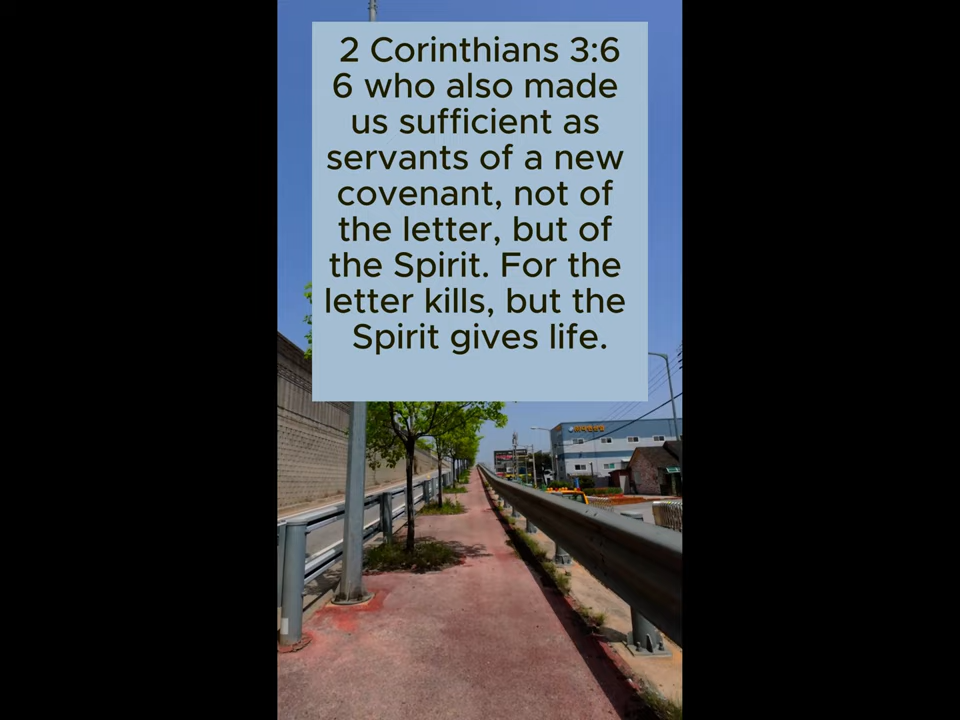 2 Corinthians 3:6
6 who also made
us sufficient as
servants of a new
covenant, not of
the letter, but of
the Spirit. For the
letter kills, but the
Spirit gives life.